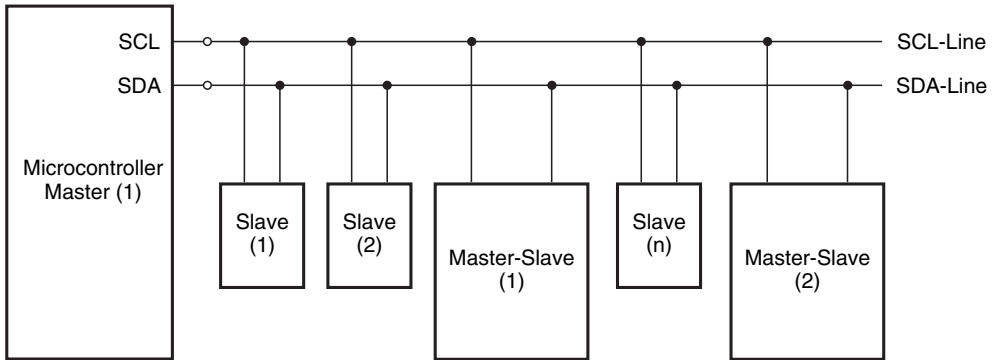 SCL
SCL-Line
SDA
SDA-Line
Microcontroller
Master (1)
Slave
(1)
Slave
(2)
Master-Slave
(1)
Slave
(n)
Master-Slave
(2)